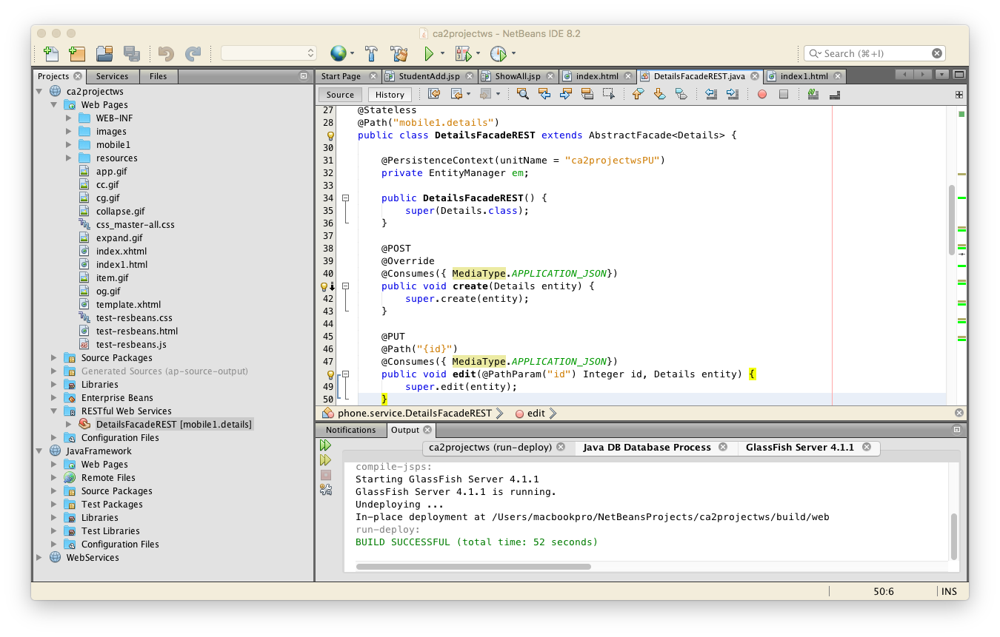 ca2projectws - NetBeans IDE 8.2
Search (⌘+I)
Projects Services Files
Start Page StudentAdd.jsp ShowAll.jsp index.html DetailsFacadeREST.java index1.html
Source History
ca2projectws
Web Pages
WEB-INF
images
mobile1
resources
app.gif
cc.gif
cg.gif
collapse.gif
css_master-all.css
expand.gif
index.xhtml
index1.html
item.gif
og.gif
template.xhtml
test-resbeans.css
test-resbeans.html
test-resbeans.js
Source Packages
Generated Sources (ap-source-output)
Libraries
Enterprise Beans
RESTful Web Services
DetailsFacadeREST [mobile1.details]
Configuration Files
JavaFramework
Web Pages
Remote Files
Source Packages
Test Packages
Libraries
Test Libraries
Configuration Files
WebServices
27 @Stateless
28 @Path("mobile1.details")
public class DetailsFacadeREST extends AbstractFacade<Details> {
30
31 @PersistenceContext(unitName = "ca2projectwsPU")
32 private EntityManager em;
33
34 public DetailsFacadeREST() {
35 super(Details.class);
36 }
37
38 @POST
39 @Override
40 @Consumes({ MediaType.APPLICATION_JSON})
public void create(Details entity) {
42 super.create(entity);
43 }
44
45 @PUT
46 @Path("{id}")
47 @Consumes({ MediaType.APPLICATION_JSON})
public void edit(@PathParam("id") Integer id, Details entity) {
49 super.edit(entity);
50 }
phone.service.DetailsFacadeREST edit
Notifications Output
ca2projectws (run-deploy) Java DB Database Process GlassFish Server 4.1.1
compile-jsps:
Starting GlassFish Server 4.1.1
GlassFish Server 4.1.1 is running.
Undeploying ...
In-place deployment at /Users/macbookpro/NetBeansProjects/ca2projectws/build/web
run-deploy:
BUILD SUCCESSFUL (total time: 52 seconds)
50:6 INS